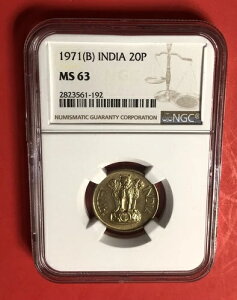 1971(B) INDIA 20P
MS 63
2823561-192
NUMISMATIC GUARANTY CORPORATION
NGC®